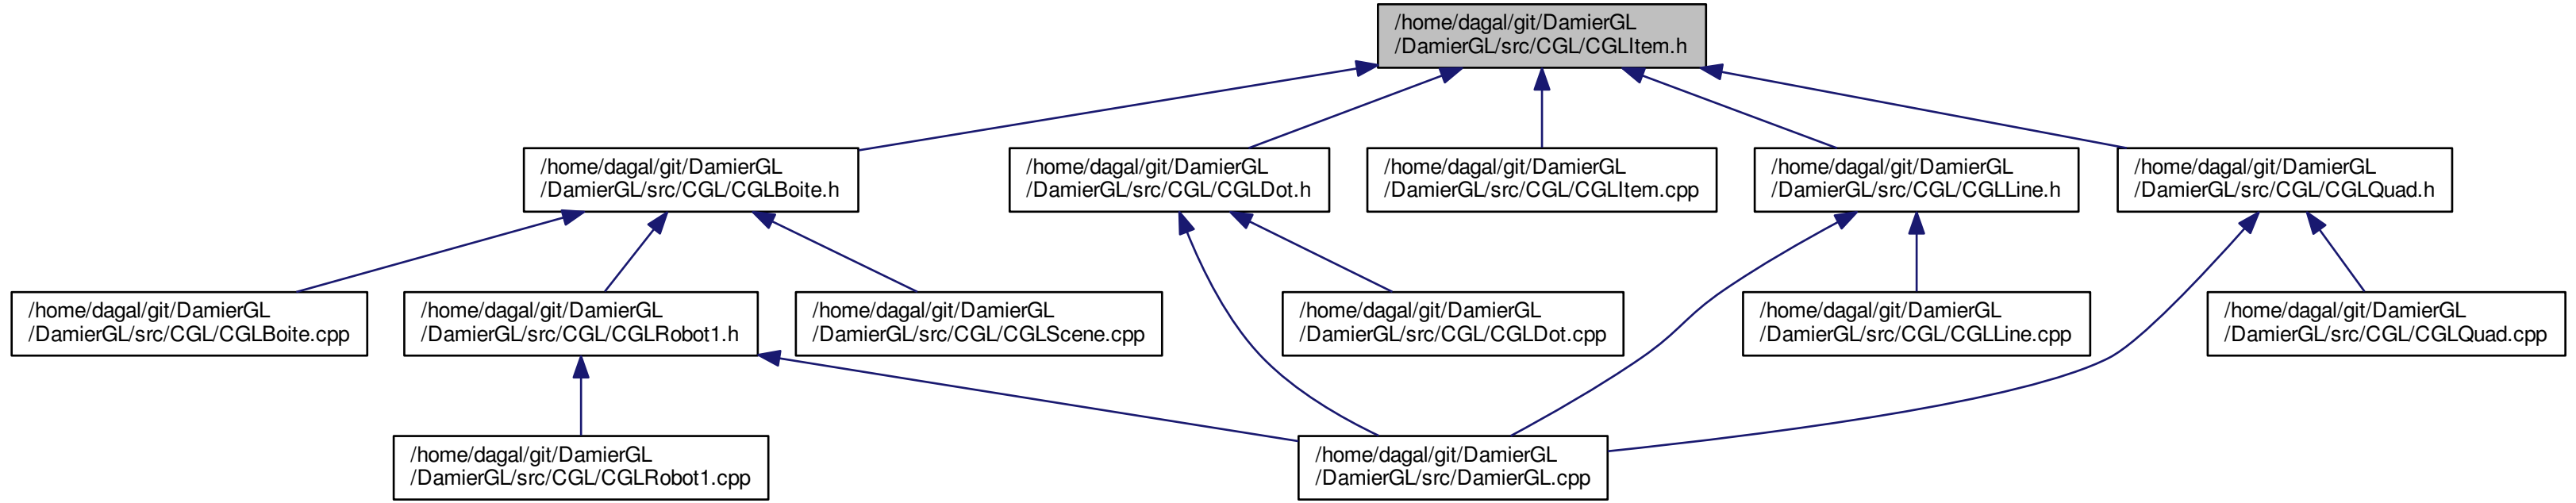 /home/dagal/git/DamierGL
/DamierGL/src/CGL/CGLItem.h
/home/dagal/git/DamierGL
/DamierGL/src/CGL/CGLBoite.h
/home/dagal/git/DamierGL
/DamierGL/src/CGL/CGLDot.h
/home/dagal/git/DamierGL
/DamierGL/src/CGL/CGLItem.cpp
/home/dagal/git/DamierGL
/DamierGL/src/CGL/CGLLine.h
/home/dagal/git/DamierGL
/DamierGL/src/CGL/CGLQuad.h
/home/dagal/git/DamierGL
/DamierGL/src/CGL/CGLBoite.cpp
/home/dagal/git/DamierGL
/DamierGL/src/CGL/CGLRobot1.h
/home/dagal/git/DamierGL
/DamierGL/src/CGL/CGLScene.cpp
/home/dagal/git/DamierGL
/DamierGL/src/CGL/CGLDot.cpp
/home/dagal/git/DamierGL
/DamierGL/src/CGL/CGLLine.cpp
/home/dagal/git/DamierGL
/DamierGL/src/CGL/CGLQuad.cpp
/home/dagal/git/DamierGL
/DamierGL/src/CGL/CGLRobot1.cpp
/home/dagal/git/DamierGL
/DamierGL/src/DamierGL.cpp